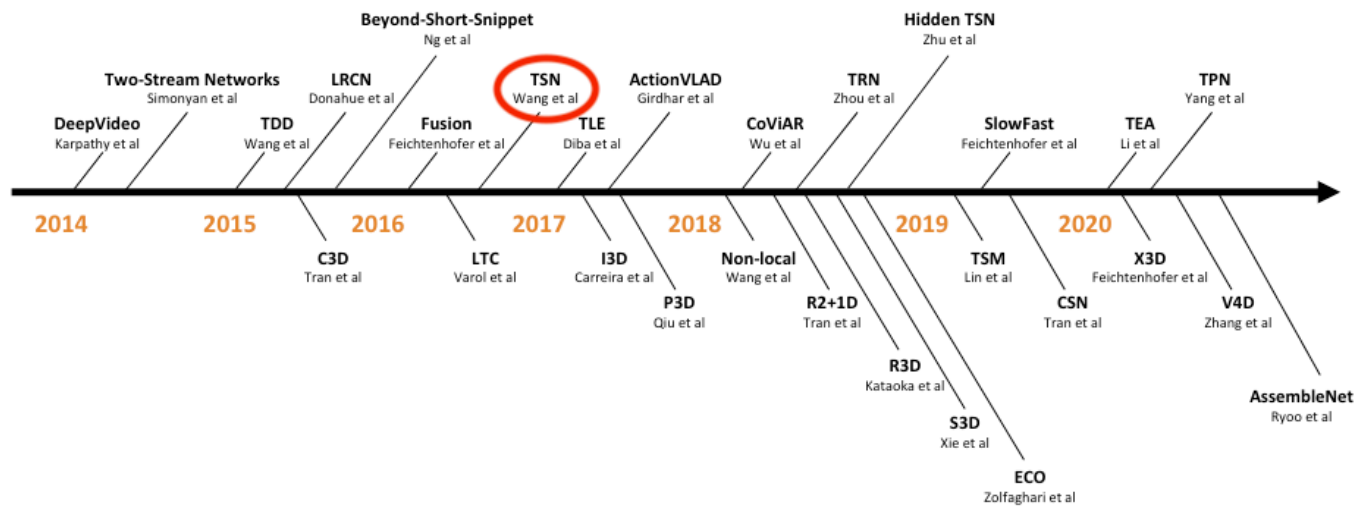 Beyond-Short-Snippet
Ng et al
Hidden TSN
Zhu et al
Two-Stream Networks
Simonyan et al
LRCN
Donahue et al
TSN
Wang et al
ActionVLAD
Girdhar et al
TRN
Zhou et al
TPN
Yang et al
DeepVideo
Karpathy et al
TDD
Wang et al
Fusion
Feichtenhofer et al
TLE
Diba et al
CoViAR
Wu et al
SlowFast
Feichtenhofer et al
TEA
Li et al
2014 2015 2016 2017 2018 2019 2020
C3D
Tran et al
LTC
Varol et al
I3D
Carreira et al
Non-local
Wang et al
TSM
Lin et al
X3D
Feichtenhofer et al
P3D
Qiu et al
R2+1D
Tran et al
CSN
Tran et al
V4D
Zhang et al
R3D
Kataoka et al
AssembleNet
Ryoo et al
S3D
Xie et al
ECO
Zolfaghari et al